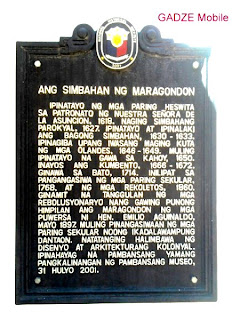 GADZE Mobile
ANG SIMBAHAN NG MARAGONDON
IPINATAYO NG MGA PARING HESWITA
SA PATRONATO NG NUESTRA SEÑORA DE
LA ASUNCION, 1618. NAGING SIMBAHANG
PAROKYAL, 1627. IPINATAYO AT IPINALAKI
ANG BAGONG SIMBAHAN, 1630 - 1633.
IPINAGIBA UPANG IWASANG MAGING KUTA
NG MGA OLANDES, 1646-1649. MULING
IPINATAYO NA GAWA SA KAHOY, 1650.
INAYOS ANG KUMBENTO, 1666 - 1672.
GINAWA SA BATO, 1714. INILIPAT SA
PANGANGASIWA NG MGA PARING SEKULAR,
1768, AT NG MGA REKOLETOS, 1860.
GINAMIT NA TANGGULAN NG MGA
REBOLUSYONARYO NANG GAWING PUNONG
HIMPILAN ANG MARAGONDON NG MGA
PUWERSA NI HEN. EMILIO AGUINALDO,
MAYO 1897. MULING PINANGASIWAAN NG MGA
PARING SEKULAR NOONG IKADALAWAMPUNG
DANTAON. NATATANGING HALIMBAWA NG
DISENYO AT ARKITEKTURANG KOLONYAL.
IPINAHAYAG NA PAMBANSANG YAMANG
PANGKALINANGAN NG PAMBANSANG MUSEO,
31 HULYO 2001.